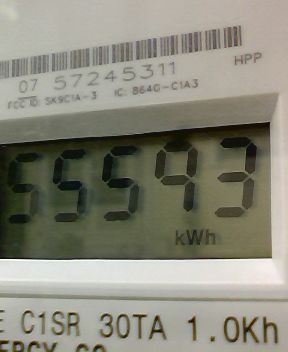 HPP
07 57245311
FCC ID: SK9C1A-3 IC: 864G-C1A3
55593
kWh
C1SR 30TA 1.0Kh